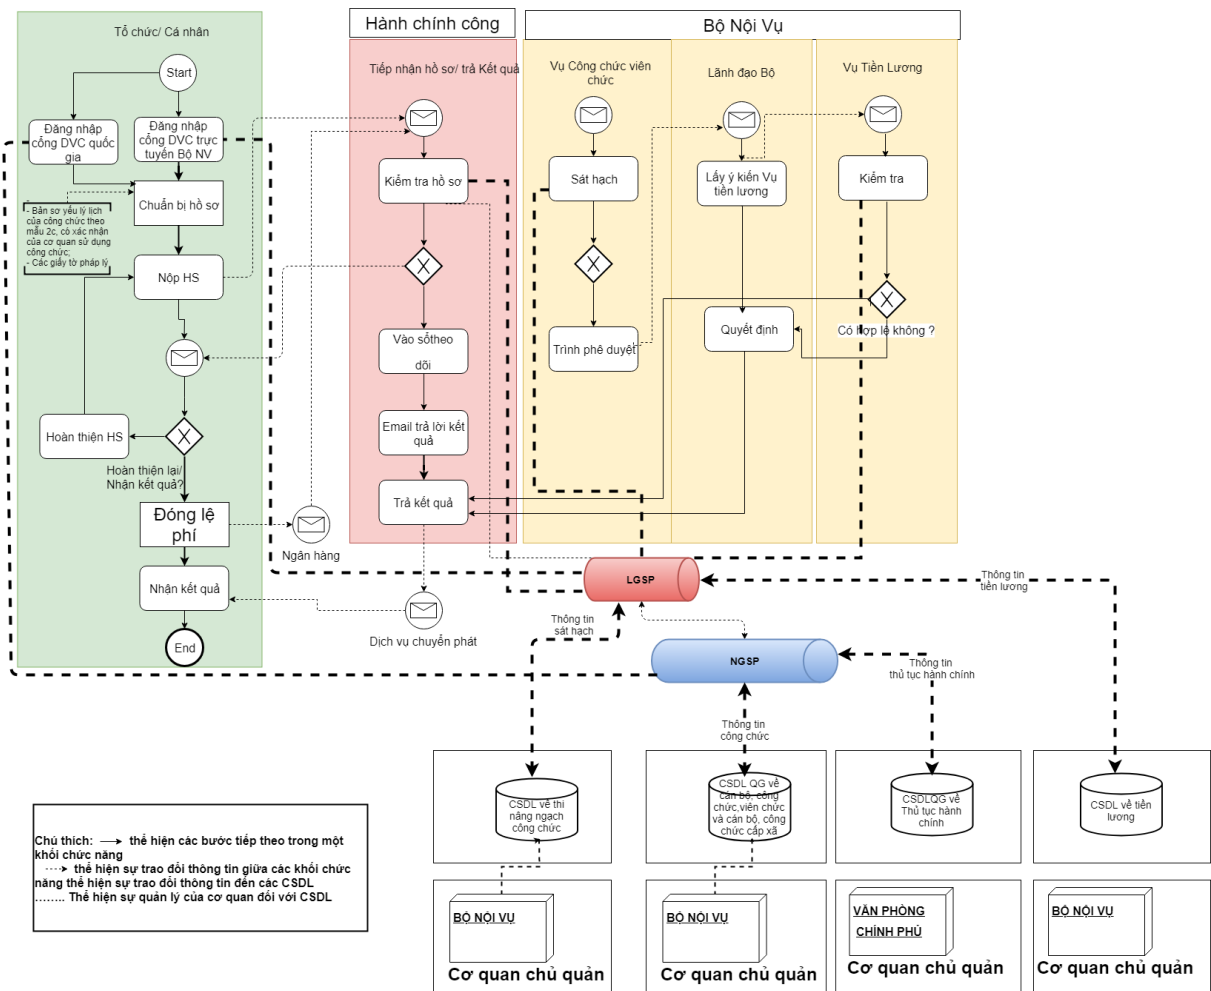 Hành chính công
Bộ Nội Vụ
Tổ chức/ Cá nhân
Tiếp nhận hồ sơ/ trả Kết quả
Vụ Công chức viên
chức
Lãnh đạo Bộ
Vụ Tiền Lương
Start
Đăng nhập
cổng DVC quốc
gia
Đăng nhập
cổng DVC trực
tuyến Bộ NV
Chuẩn bị hồ sơ
- Bản sơ yếu lý lịch
của công chức theo
mẫu 2c, có xác nhận
của cơ quan sử dụng
công chức;
- Các giấy tờ pháp lý
Nộp HS
Hoàn thiện HS
X
Hoàn thiện lại/
Nhận kết quả?
Đóng lệ
phí
Ngân hàng
Nhận kết quả
End
Kiểm tra hồ sơ
X
Vào sổtheo
dõi
Email trả lời kết
quả
Trả kết quả
Dịch vụ chuyển phát
Sát hạch
X
Trình phê duyệt
Lấy ý kiến Vụ
tiền lương
Quyết định
Kiểm tra
X
Có hợp lệ không ?
LGSP
NGSP
Thông tin
sát hạch
Thông tin
tiền lương
Thông tin
thủ tục hành chính
Thông tin
công chức
CSDL về thi
nâng ngạch
công chức
CSDL QG về
cán bộ, công
chức,viên chức
và cán bộ, công
chức cấp xã
CSDLQG về
Thủ tục hành
chính
CSDL về tiền
lương
Chú thích: thể hiện các bước tiếp theo trong một
khối chức năng
thể hiện sự trao đổi thông tin giữa các khối chức
năng thể hiện sự trao đổi thông tin đến các CSDL
........ Thể hiện sự quản lý của cơ quan đối với CSDL
BỘ NỘI VỤ
Cơ quan chủ quản
BỘ NỘI VỤ
Cơ quan chủ quản
VĂN PHÒNG
CHÍNH PHỦ
Cơ quan chủ quản
BỘ NỘI VỤ
Cơ quan chủ quản